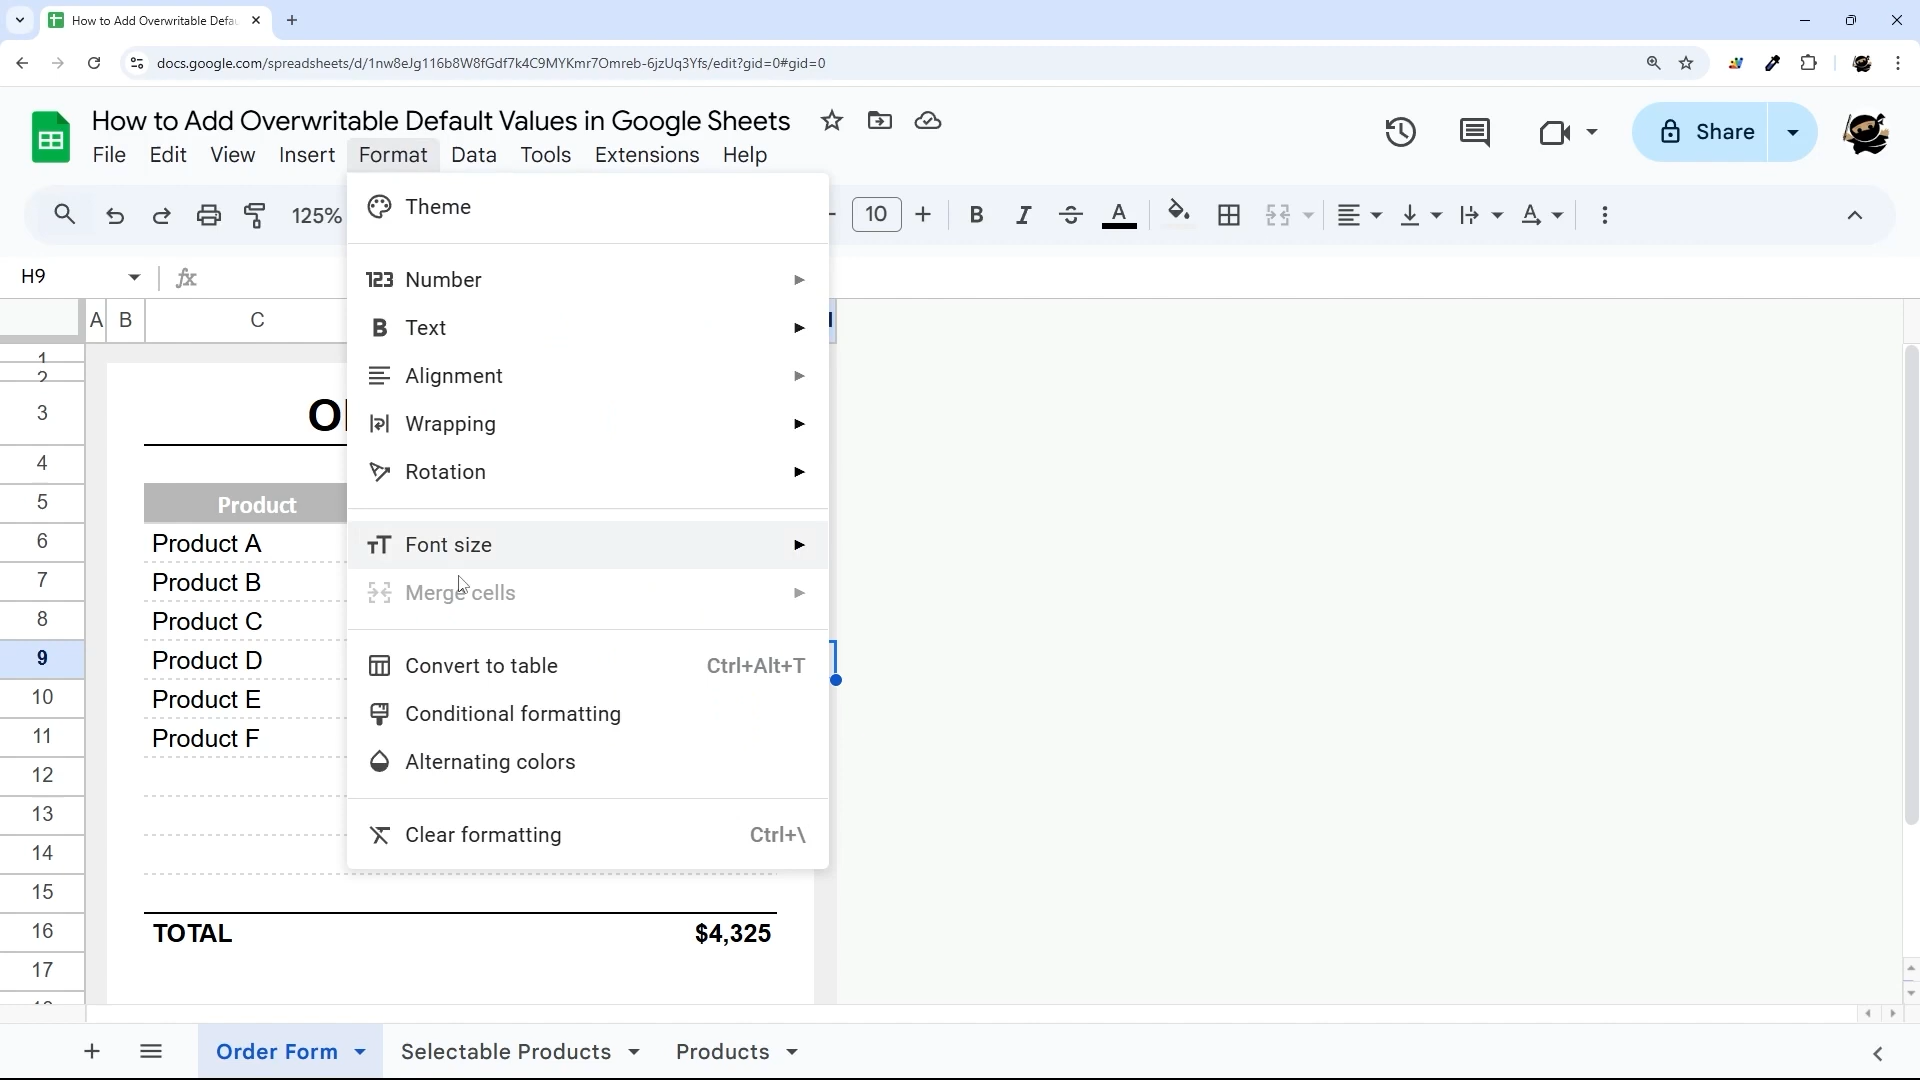 How to Add Overwritable Defau
docs.google.com/spreadsheets/d/1nw8eJg116b8W8fGdf7k4C9MYKmr7Omreb-6jzUq3Yfs/edit?gid=0#gid=0
How to Add Overwritable Default Values in Google Sheets
File Edit View Insert Format Data Tools Extensions Help
Share
125%
10
B
A
H9
fx
Theme
123 Number
B Text
Alignment
Wrapping
Rotation
Font size
Merge cells
Convert to table Ctrl+Alt+T
Conditional formatting
Alternating colors
Clear formatting Ctrl+\
A B C
1
2
3
4
5 Product
6 Product A
7 Product B
8 Product C
9 Product D
10 Product E
11 Product F
12
13
14
15
16 TOTAL $4,325
17
Order Form Selectable Products Products